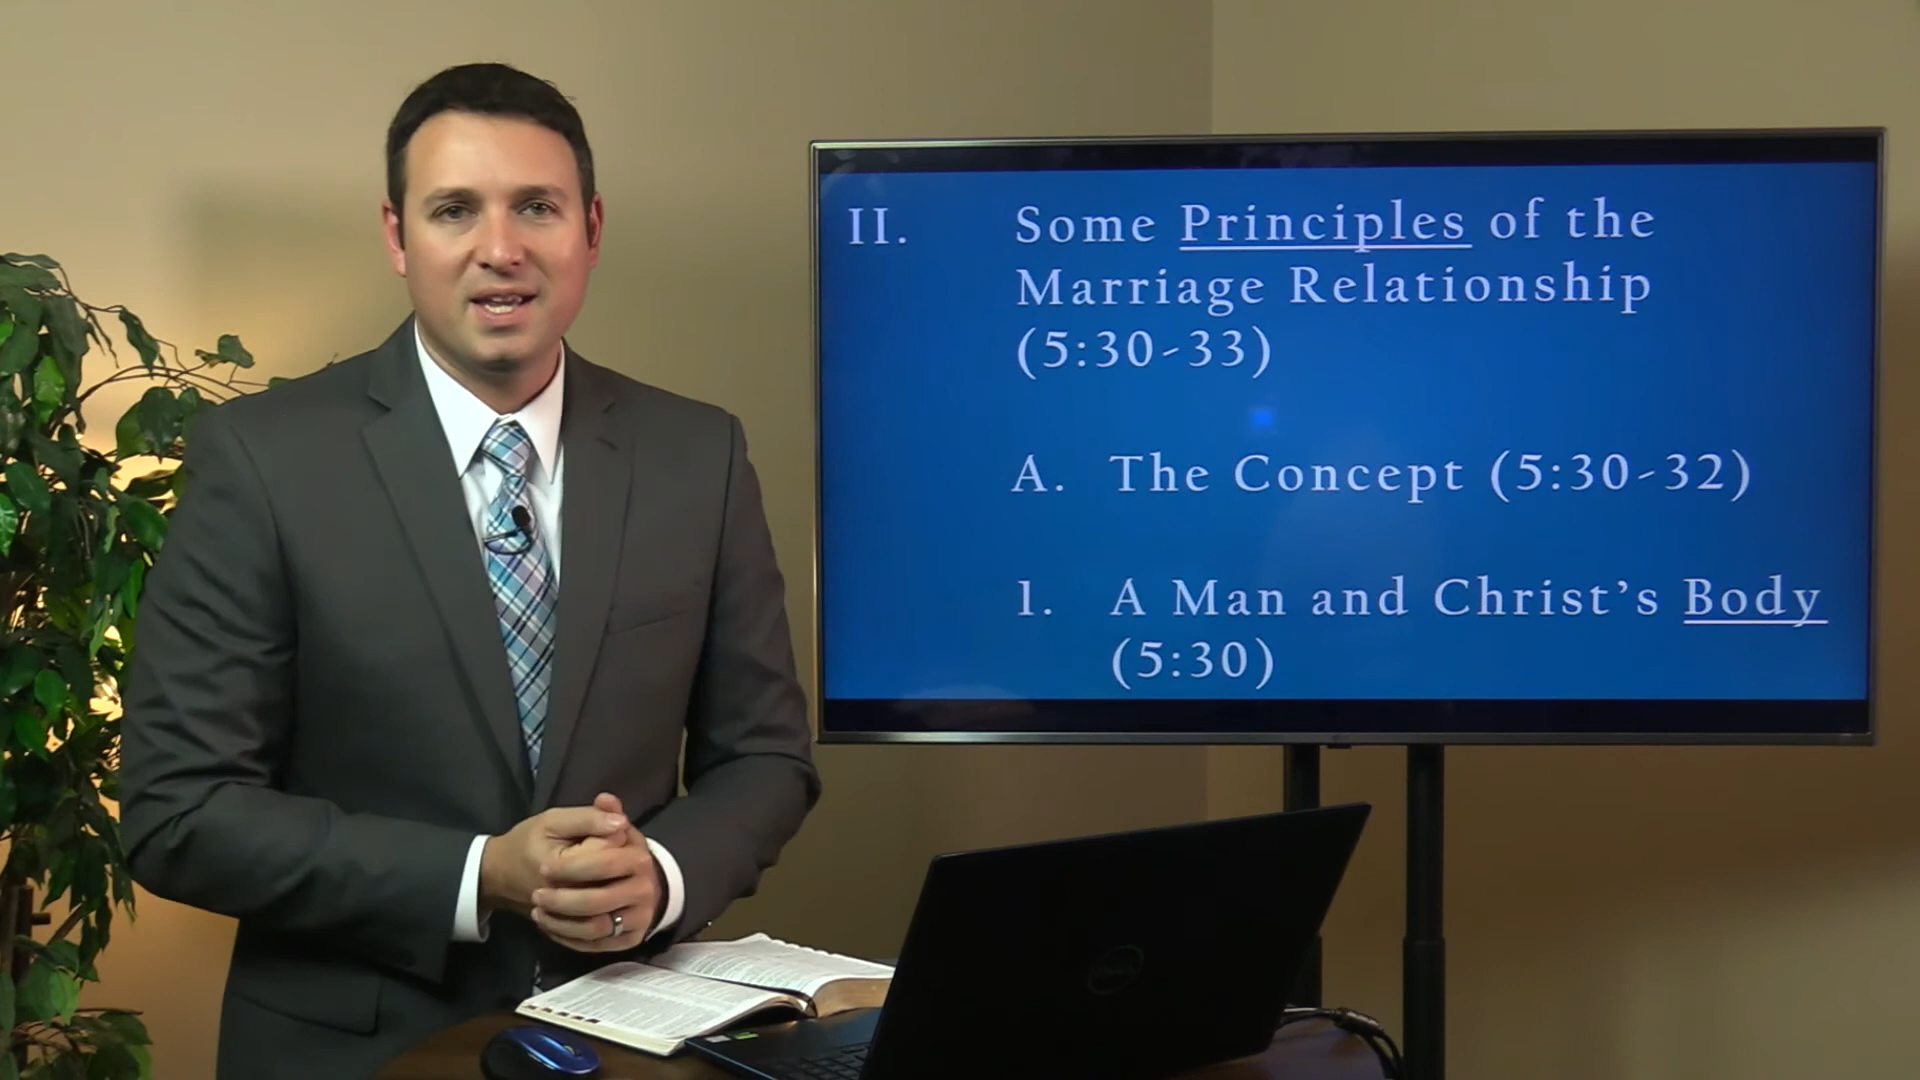 II. Some Principles of the
Marriage Relationship
(5:30-33)
A. The Concept (5:30-32)
1. A Man and Christ's Body
(5:30)
DELL